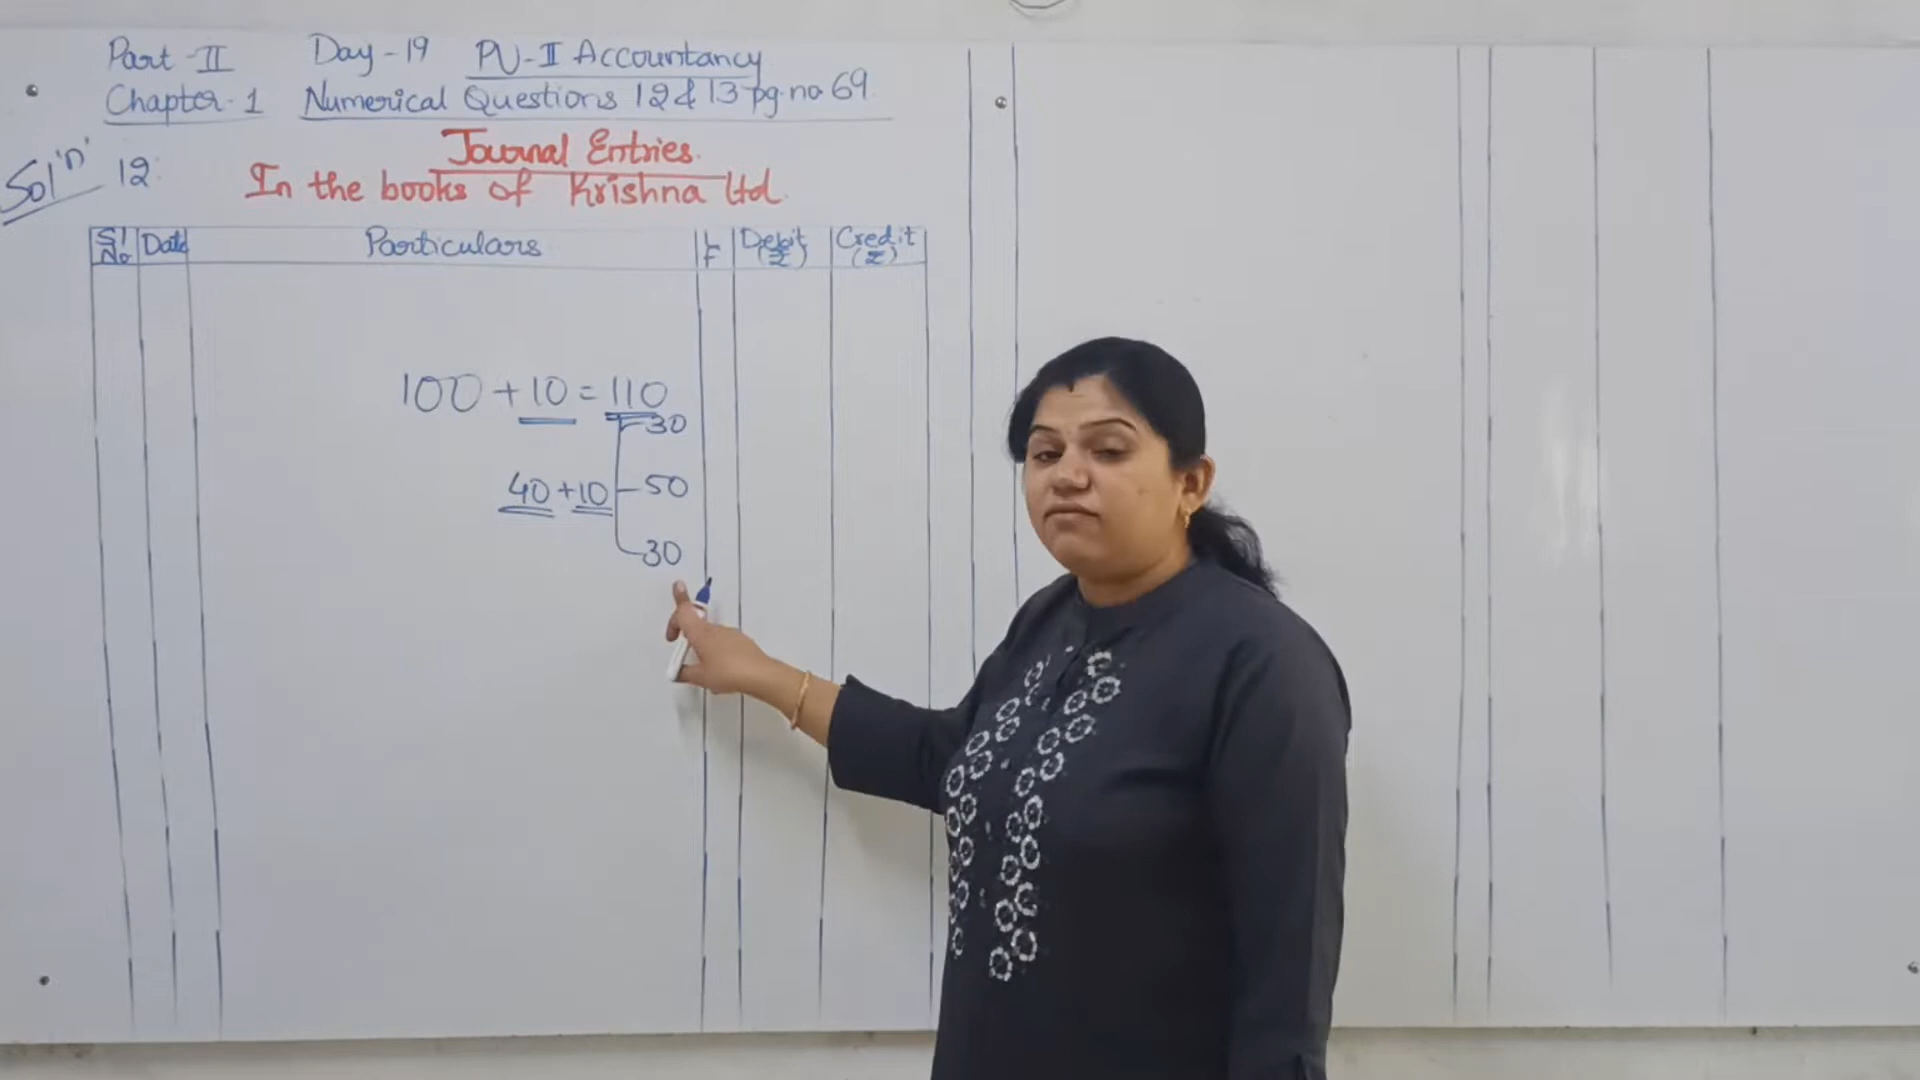 Part-II Day-19 PU-II Accountancy
Chapter-1 Numerical Questions 12 & 13 pg.no 69
Sol'n' 12: Journal Entries
In the books of Krishna Ltd.
Sl No Date Particulars LF Debit (₹) Credit (₹)
100 + 10 = 110
30
40 + 10 50
30